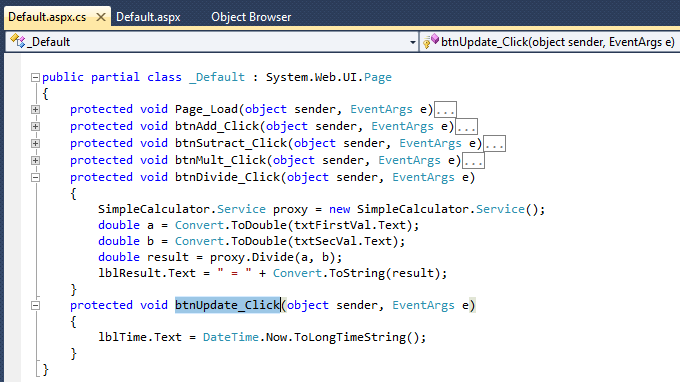 Default.aspx.cs Default.aspx Object Browser
_Default btnUpdate_Click(object sender, EventArgs e)
public partial class _Default : System.Web.UI.Page
{
protected void Page_Load(object sender, EventArgs e)...
protected void btnAdd_Click(object sender, EventArgs e)...
protected void btnSutract_Click(object sender, EventArgs e)...
protected void btnMult_Click(object sender, EventArgs e)...
protected void btnDivide_Click(object sender, EventArgs e)
{
SimpleCalculator.Service proxy = new SimpleCalculator.Service();
double a = Convert.ToDouble(txtFirstVal.Text);
double b = Convert.ToDouble(txtSecVal.Text);
double result = proxy.Divide(a, b);
lblResult.Text = " = " + Convert.ToString(result);
}
protected void btnUpdate_Click(object sender, EventArgs e)
{
lblTime.Text = DateTime.Now.ToLongTimeString();
}
}